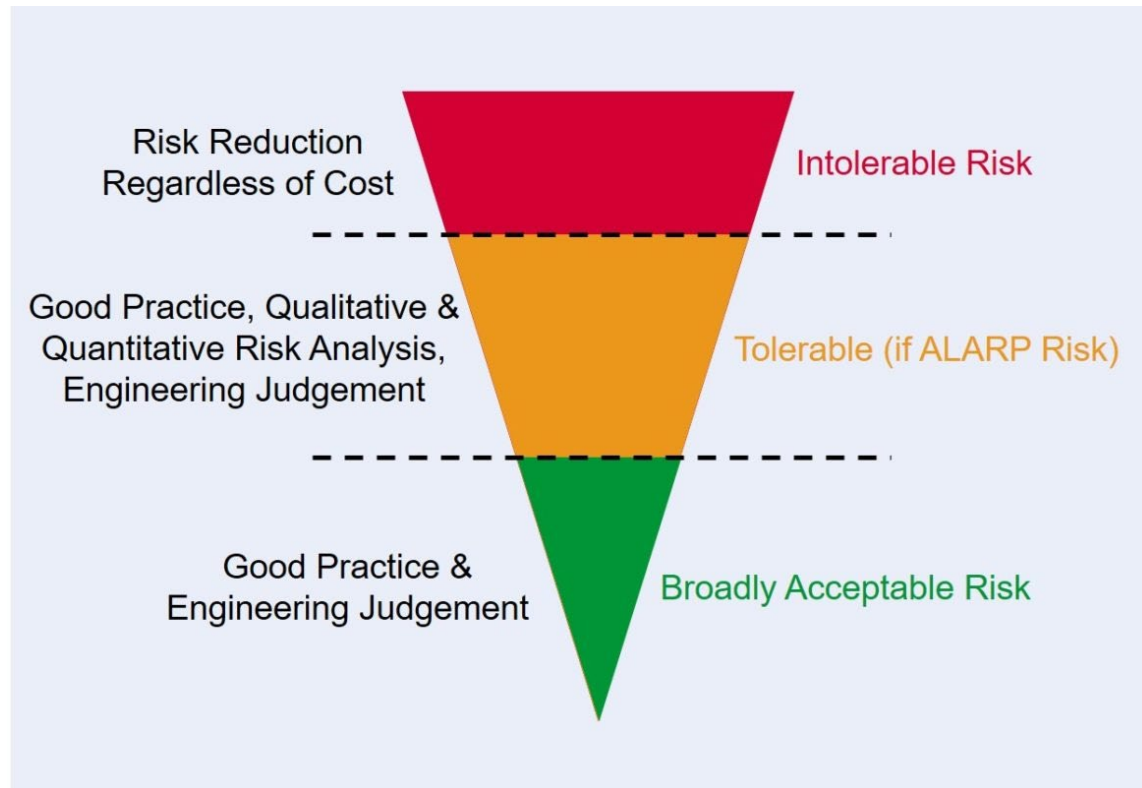 Risk Reduction
Regardless of Cost
Intolerable Risk
Good Practice, Qualitative &
Quantitative Risk Analysis,
Engineering Judgement
Tolerable (if ALARP Risk)
Good Practice &
Engineering Judgement
Broadly Acceptable Risk